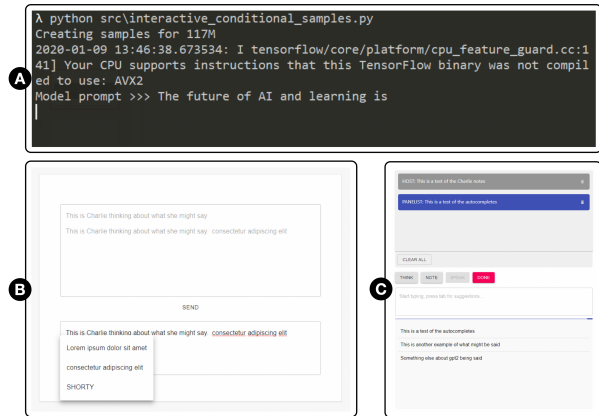 λ python src\interactive_conditional_samples.py
Creating samples for 117M
2020-01-09 13:46:38.673534: I tensorflow/core/platform/cpu_feature_guard.cc:1
41] Your CPU supports instructions that this TensorFlow binary was not compil
ed to use: AVX2
Model prompt >>> The future of AI and learning is
A
B
This is Charlie thinking about what she might say
This is Charlie thinking about what she might say. consectetur adipiscing elit
SEND
This is Charlie thinking about what she might say. consectetur adipiscing elit
Lorem ipsum dolor sit amet
consectetur adipiscing elit
SHORTY
C
HOST: This is a test of the Charlie notes
PANELIST: This is a test of the autocompletes
CLEAR ALL
THINK NOTE SPEAK DONE
Start typing, press tab for suggestions.
This is a test of the autocompletes
This is another example of what might be said
Something else about gpt2 being said